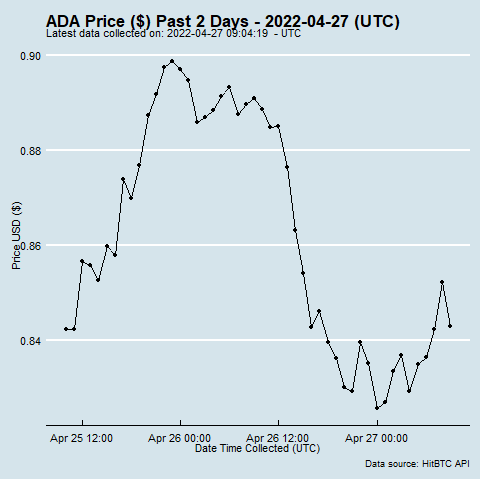 ADA Price ($) Past 2 Days - 2022-04-27 (UTC)
Latest data collected on: 2022-04-27 09:04:19 - UTC
0.90
0.88
0.86
0.84
Price USD ($)
Apr 25 12:00 Apr 26 00:00 Apr 26 12:00 Apr 27 00:00
Date Time Collected (UTC)
Data source: HitBTC API